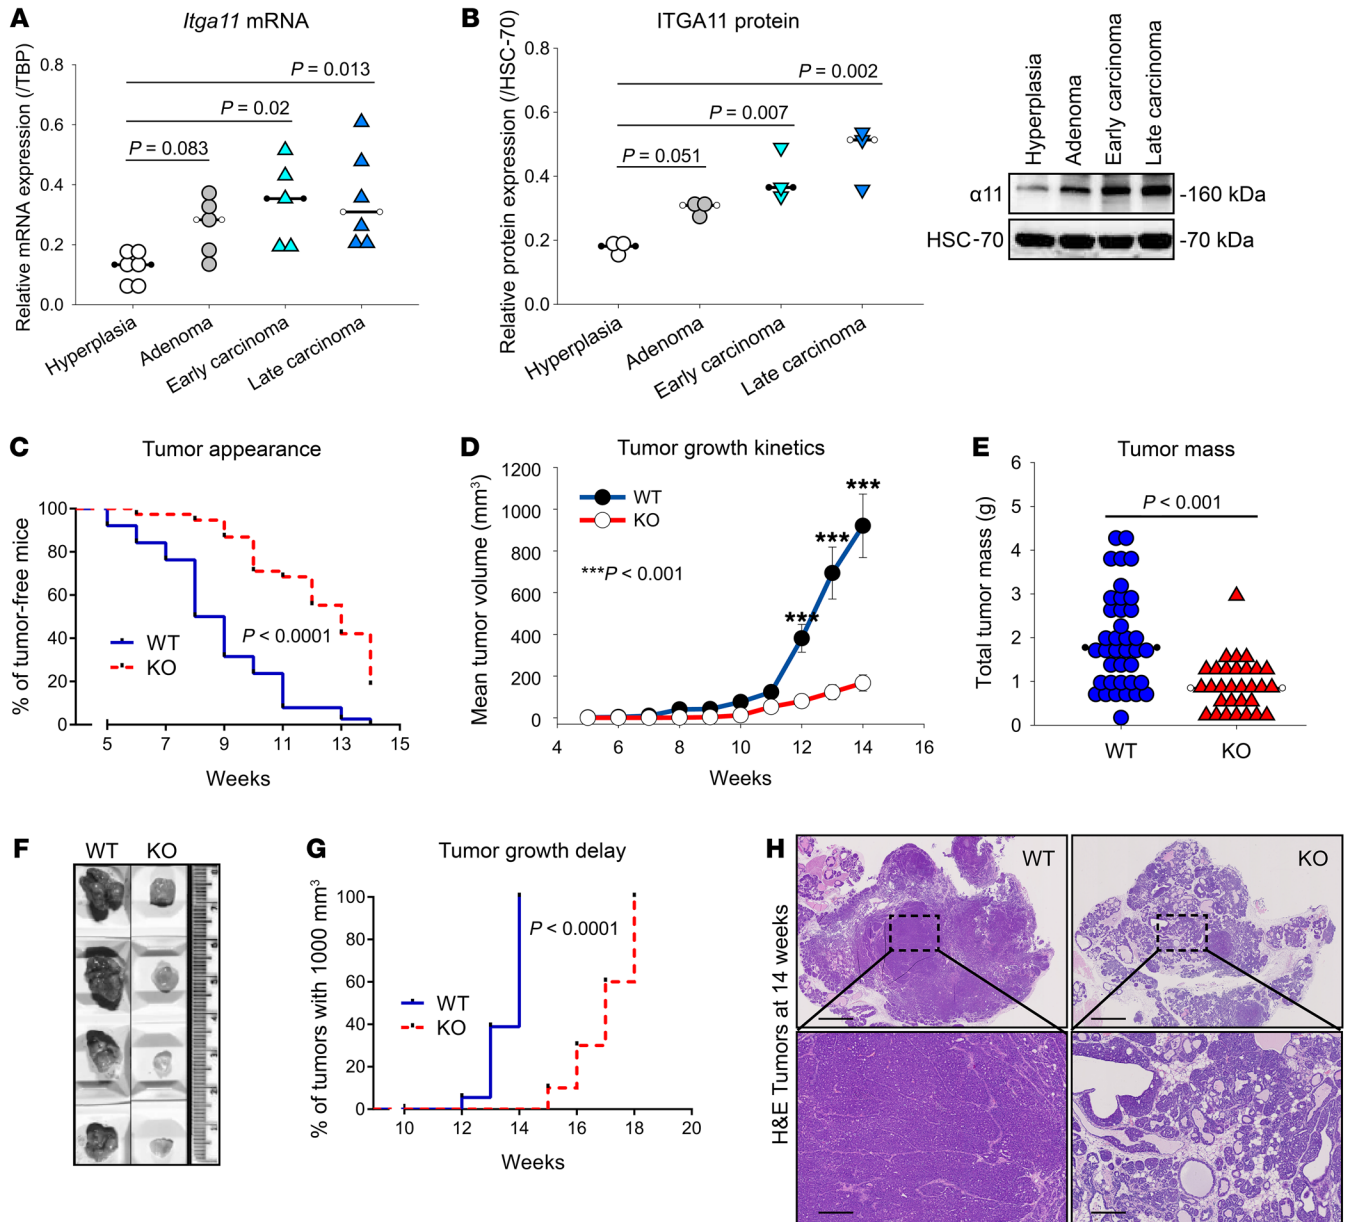 A
Itga11 mRNA
Relative mRNA expression (/TBP)
0.8
0.6
0.4
0.2
0.0
P = 0.013
P = 0.02
P = 0.083
Hyperplasia
Adenoma
Early carcinoma
Late carcinoma
B
ITGA11 protein
Relative protein expression (/HSC-70)
0.8
0.6
0.4
0.2
0.0
P = 0.002
P = 0.007
P = 0.051
Hyperplasia
Adenoma
Early carcinoma
Late carcinoma
Hyperplasia
Adenoma
Early carcinoma
Late carcinoma
α11
-160 kDa
HSC-70
-70 kDa
C
Tumor appearance
% of tumor-free mice
100
80
60
40
20
0
P < 0.0001
WT
KO
5 7 9 11 13 15
Weeks
D
Tumor growth kinetics
Mean tumor volume (mm³)
1200
1000
800
600
400
200
0
WT
KO
***P < 0.001
***
***
***
4 6 8 10 12 14 16
Weeks
E
Tumor mass
Total tumor mass (g)
6
5
4
3
2
1
0
P < 0.001
WT KO
F
WT KO
G
Tumor growth delay
% of tumors with 1000 mm³
100
80
60
40
20
0
P < 0.0001
WT
KO
10 12 14 16 18 20
Weeks
H
H&E Tumors at 14 weeks
WT
KO